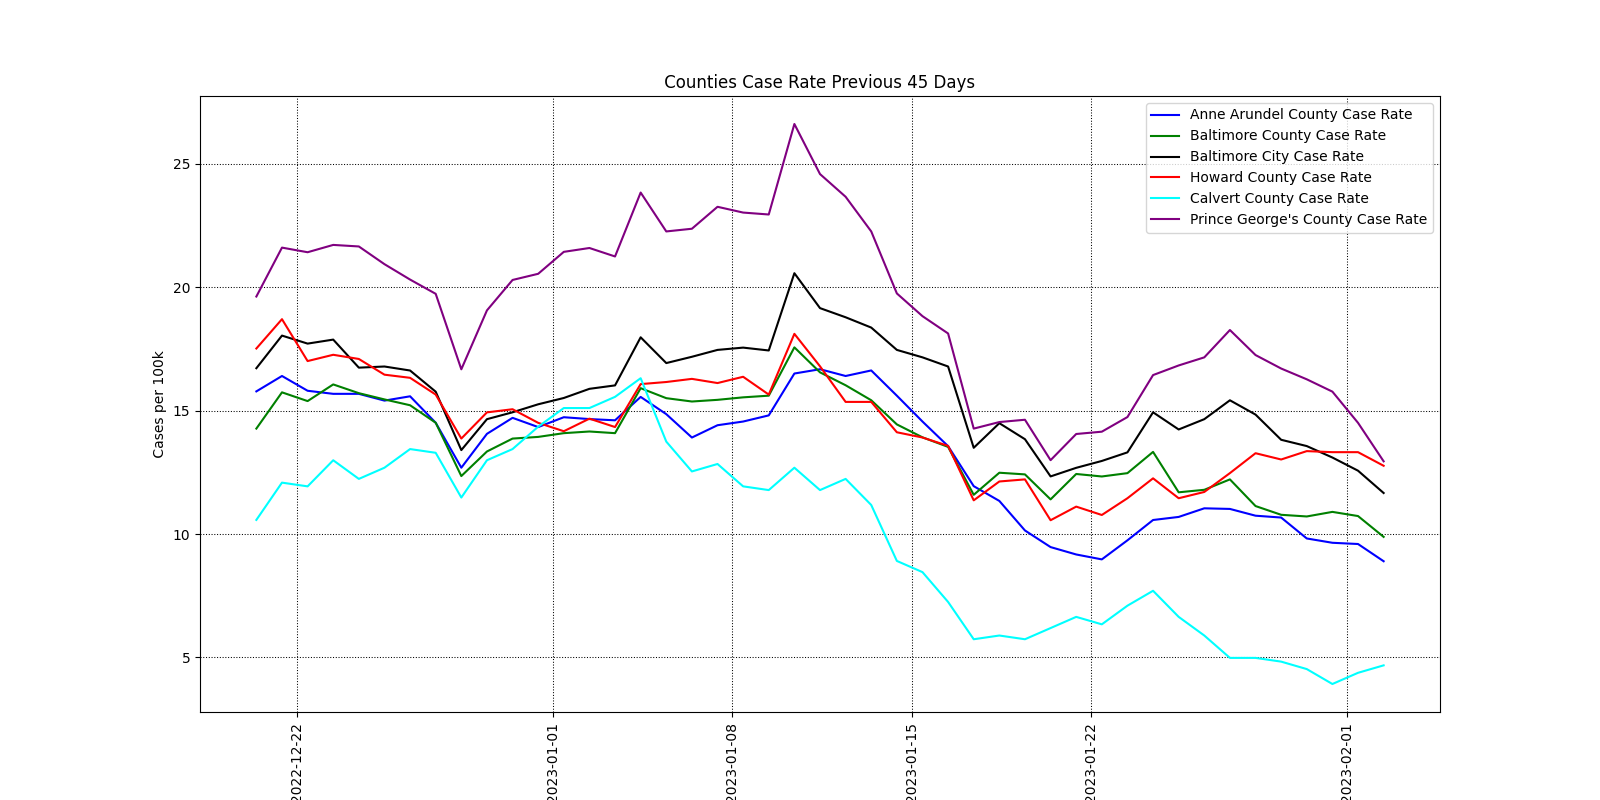 Counties Case Rate Previous 45 Days
Anne Arundel County Case Rate
Baltimore County Case Rate
Baltimore City Case Rate
Howard County Case Rate
Calvert County Case Rate
Prince George's County Case Rate
Cases per 100k
25
20
15
10
5
2022-12-22
2023-01-01
2023-01-08
2023-01-15
2023-01-22
2023-02-01